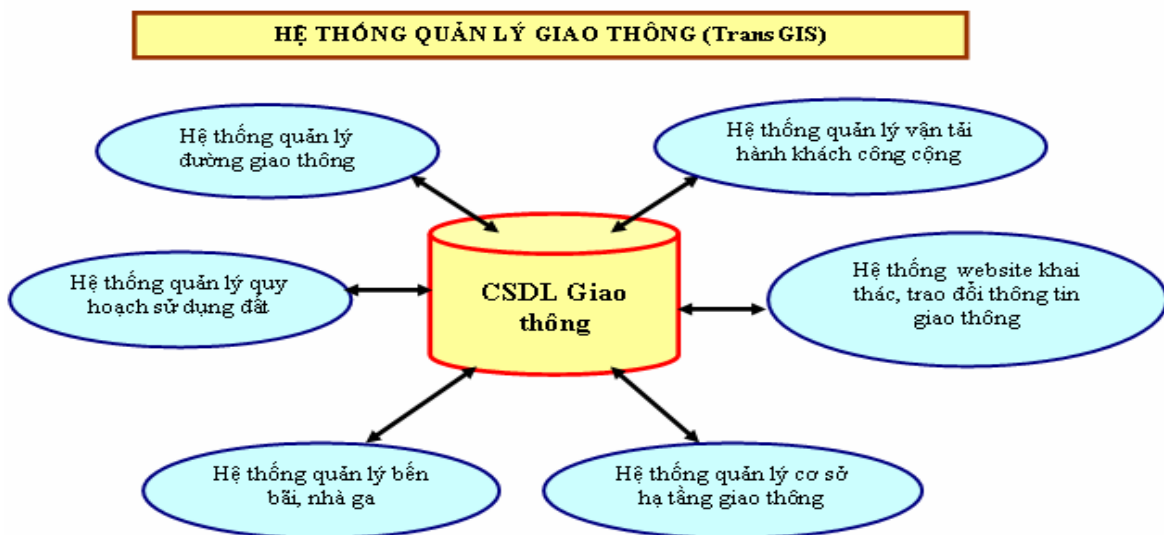 HỆ THỐNG QUẢN LÝ GIAO THÔNG (TransGIS)
Hệ thống quản lý
đường giao thông
Hệ thống quản lý vận tải
hành khách công cộng
Hệ thống quản lý quy
hoạch sử dụng đất
CSDL Giao
thông
Hệ thống website khai
thác, trao đổi thông tin
giao thông
Hệ thống quản lý bến
bãi, nhà ga
Hệ thống quản lý cơ sở
hạ tầng giao thông